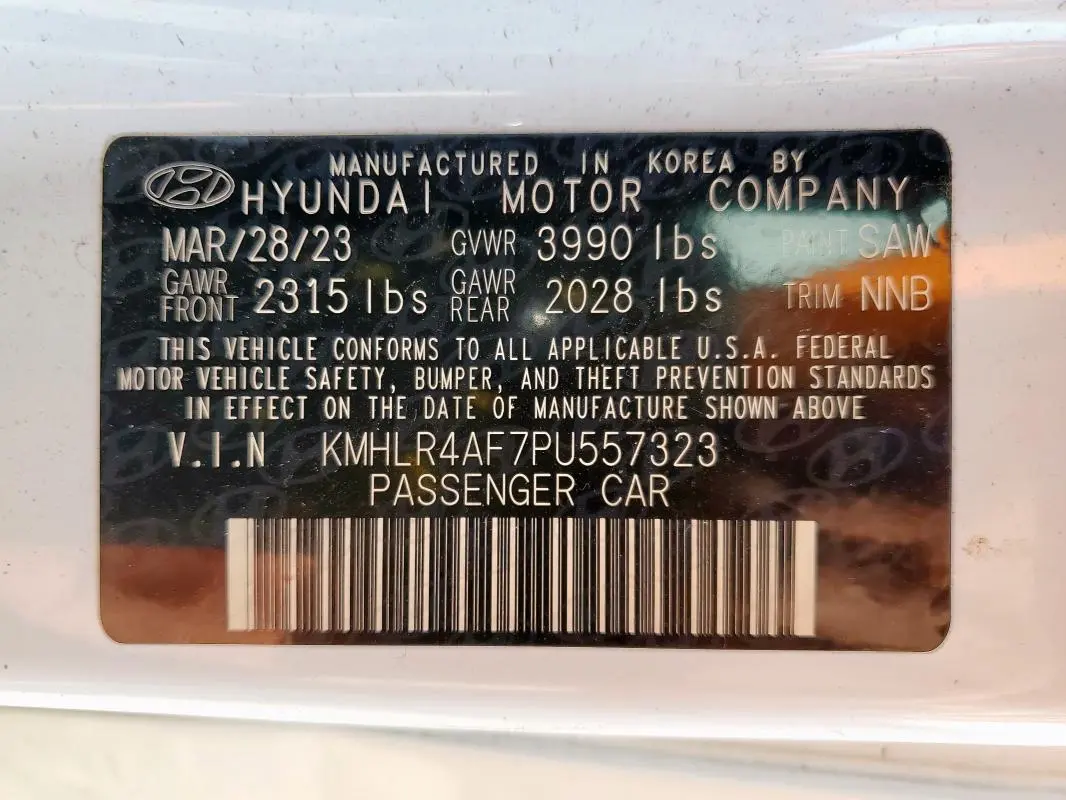 MANUFACTURED IN KOREA BY
HYUNDAI MOTOR COMPANY
MAR/28/23 GVWR 3990 lbs PAINT SAW
GAWR FRONT 2315 lbs GAWR REAR 2028 lbs TRIM NNB
THIS VEHICLE CONFORMS TO ALL APPLICABLE U.S.A. FEDERAL
MOTOR VEHICLE SAFETY, BUMPER, AND THEFT PREVENTION STANDARDS
IN EFFECT ON THE DATE OF MANUFACTURE SHOWN ABOVE
V.I.N KMHLR4AF7PU557323
PASSENGER CAR